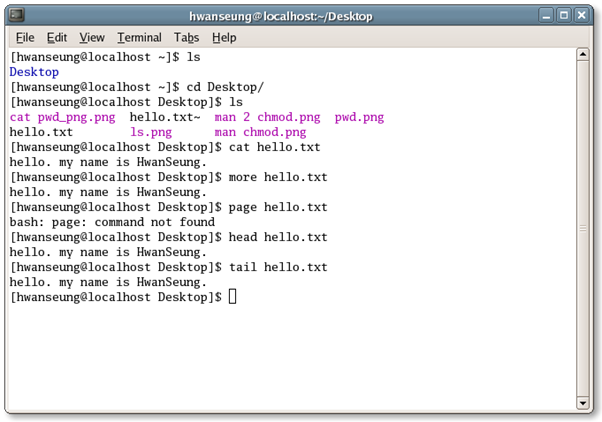 hwanseung@localhost:~/Desktop
File Edit View Terminal Tabs Help
[hwanseung@localhost ~]$ ls
Desktop
[hwanseung@localhost ~]$ cd Desktop/
[hwanseung@localhost Desktop]$ ls
cat pwd_png.png  hello.txt~  man 2 chmod.png  pwd.png
hello.txt        ls.png      man chmod.png
[hwanseung@localhost Desktop]$ cat hello.txt
hello. my name is HwanSeung.
[hwanseung@localhost Desktop]$ more hello.txt
hello. my name is HwanSeung.
[hwanseung@localhost Desktop]$ page hello.txt
bash: page: command not found
[hwanseung@localhost Desktop]$ head hello.txt
hello. my name is HwanSeung.
[hwanseung@localhost Desktop]$ tail hello.txt
hello. my name is HwanSeung.
[hwanseung@localhost Desktop]$